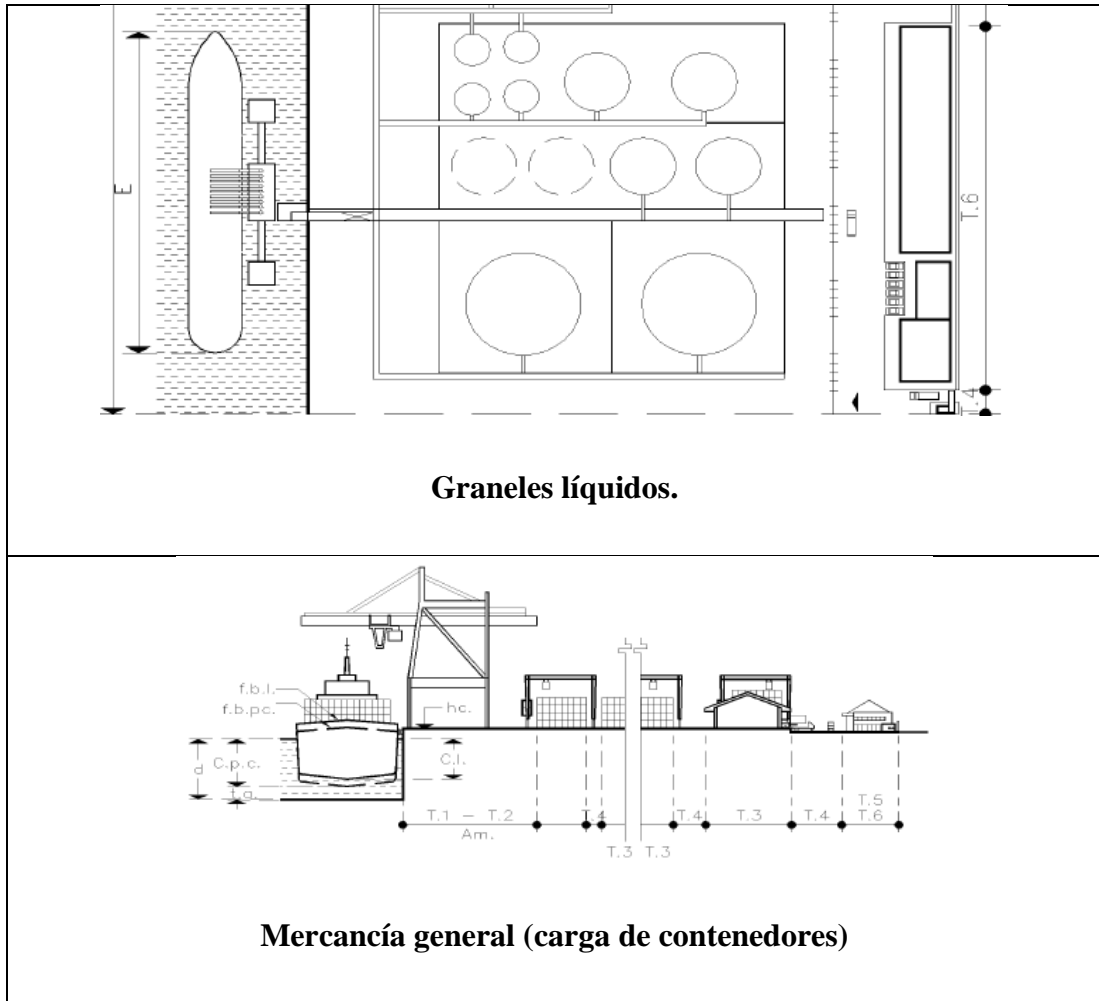 E
T.6
T.4
Graneles líquidos.
f.b.l.
f.b.pc.
hc.
d
C.p.c.
C.l.
T.1 - T.2
Am.
T.4
T.4
T.3
T.4
T.5
T.6
T.3 T.3
Mercancía general (carga de contenedores)